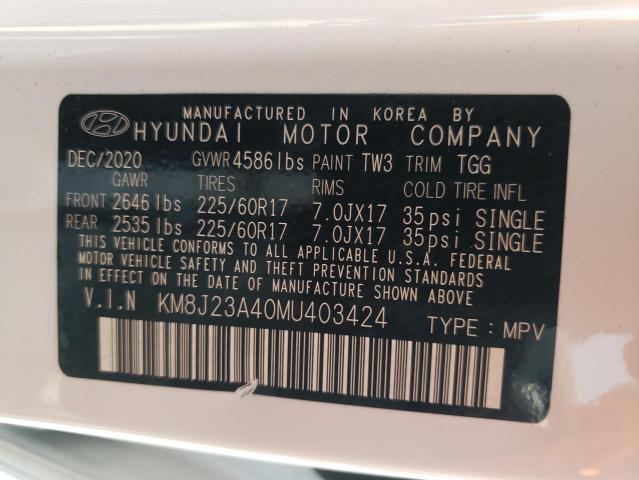 MANUFACTURED IN KOREA BY
HYUNDAI MOTOR COMPANY
DEC/2020 GVWR 4586 lbs PAINT TW3 TRIM TGG
GAWR TIRES RIMS COLD TIRE INFL
FRONT 2646 lbs 225/60R17 7.0JX17 35psi SINGLE
REAR 2535 lbs 225/60R17 7.0JX17 35psi SINGLE
THIS VEHICLE CONFORMS TO ALL APPLICABLE U.S.A. FEDERAL
MOTOR VEHICLE SAFETY AND THEFT PREVENTION STANDARDS
IN EFFECT ON THE DATE OF MANUFACTURE SHOWN ABOVE.
V.I.N KM8J23A40MU403424 TYPE : MPV